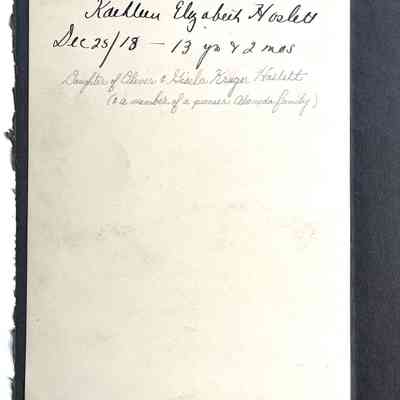 Kathleen Elizabeth Haslett
Dec 25/18 — 13 yrs & 2 mos
Daughter of Oliver & Gisela Kruger Haslett
(& a member of a pioneer Alameda family)